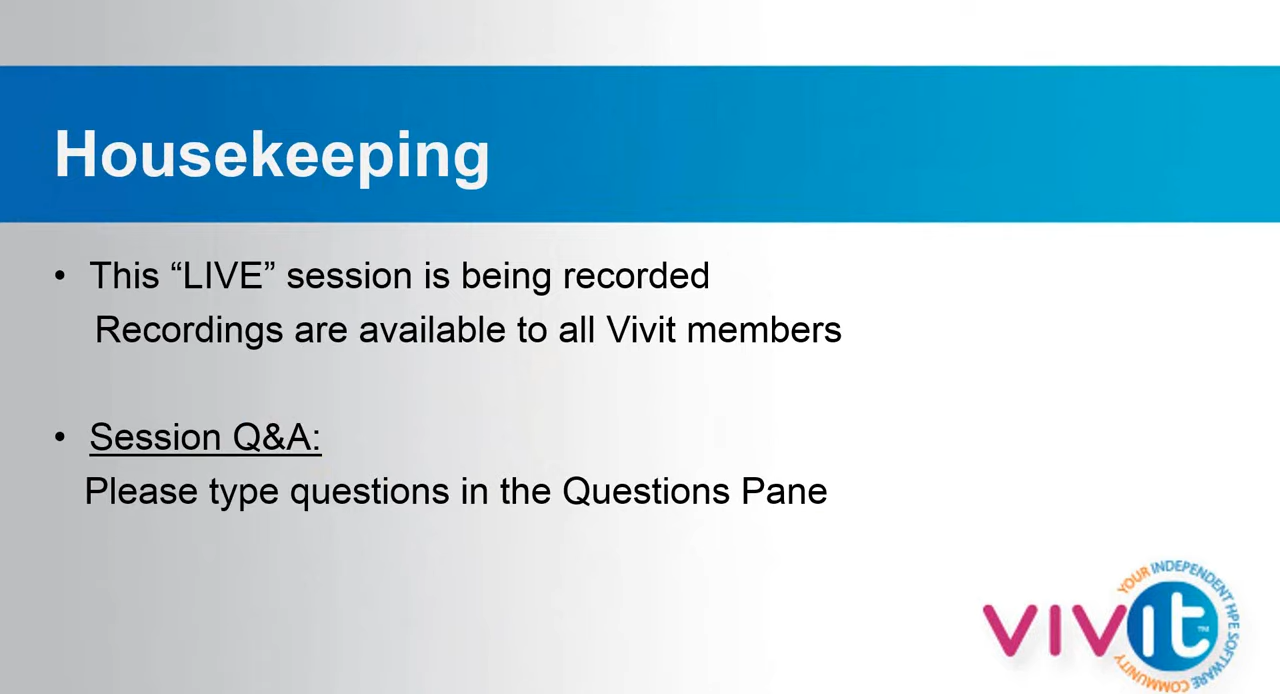 Housekeeping
• This “LIVE” session is being recorded
Recordings are available to all Vivit members
• Session Q&A:
Please type questions in the Questions Pane
vivit™
YOUR INDEPENDENT HPE SOFTWARE COMMUNITY